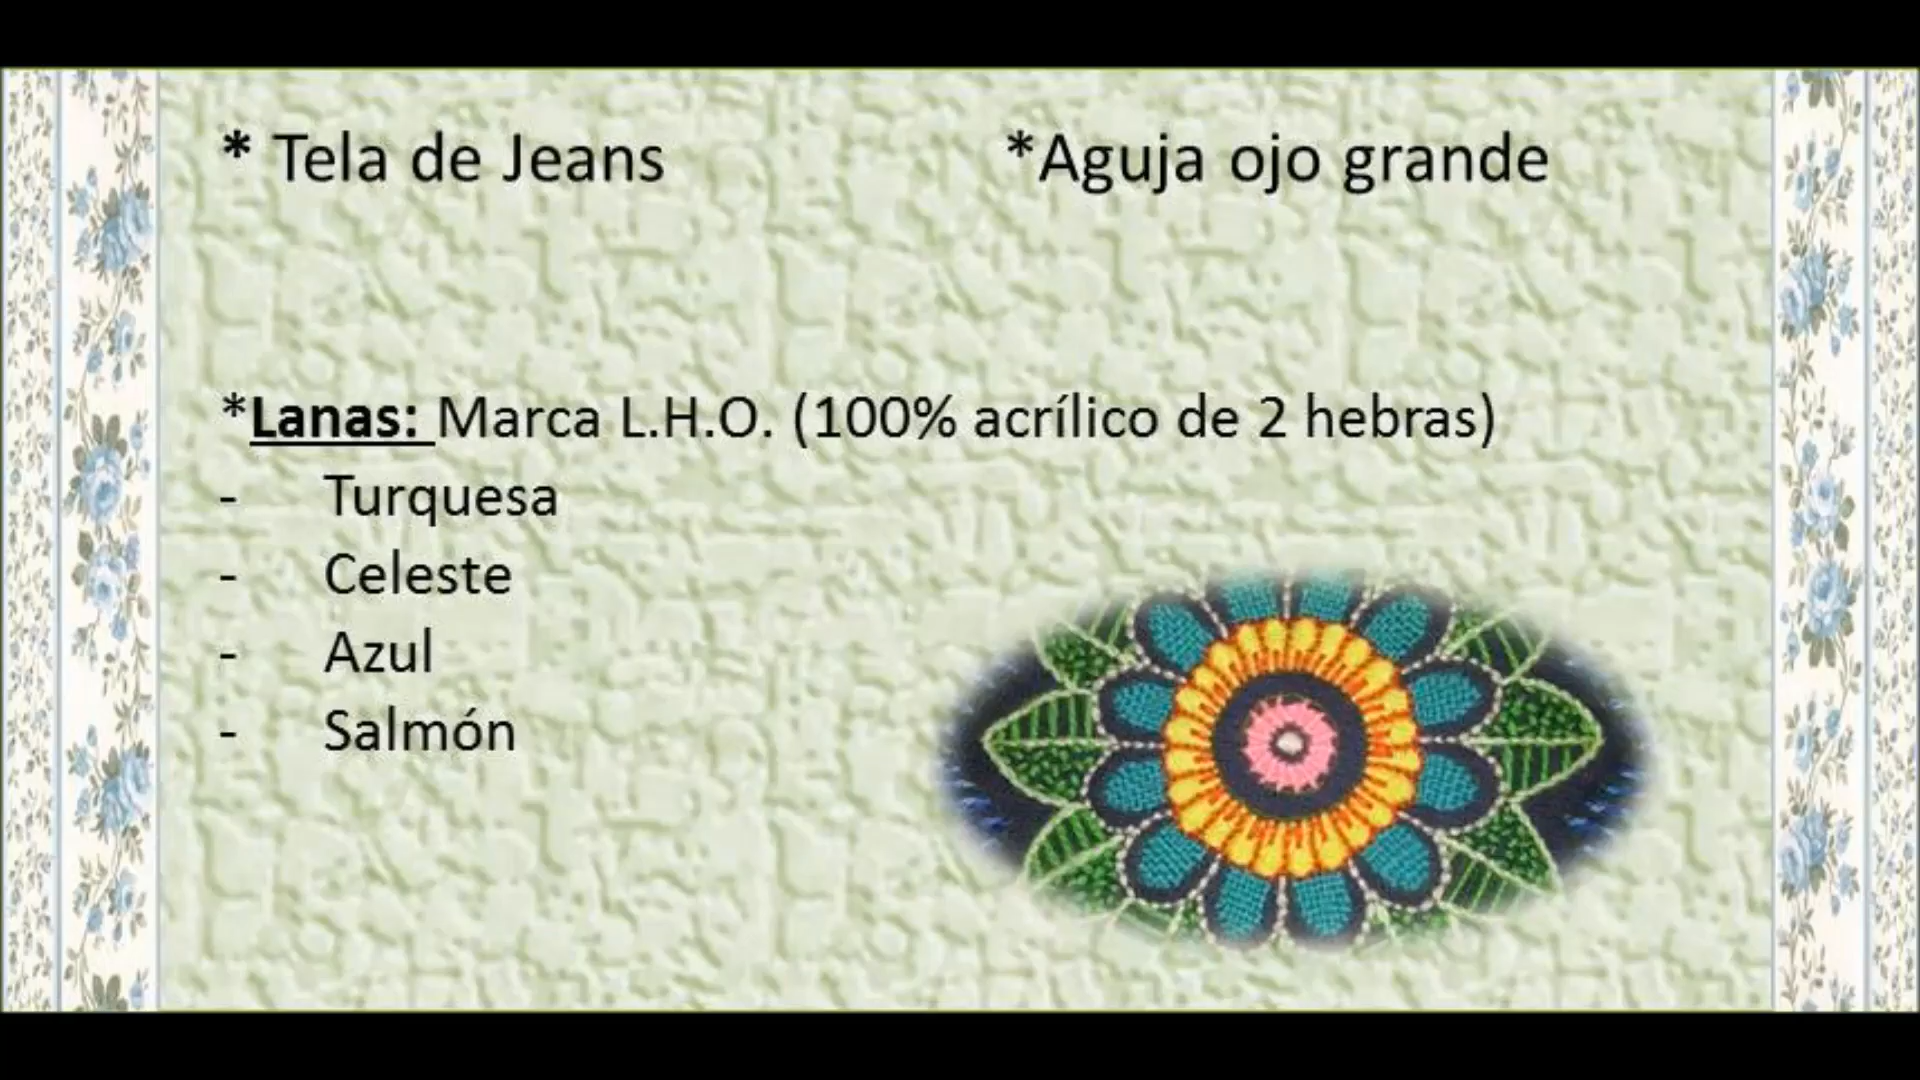 * Tela de Jeans
*Aguja ojo grande
*Lanas: Marca L.H.O. (100% acrílico de 2 hebras)
- Turquesa
- Celeste
- Azul
- Salmón